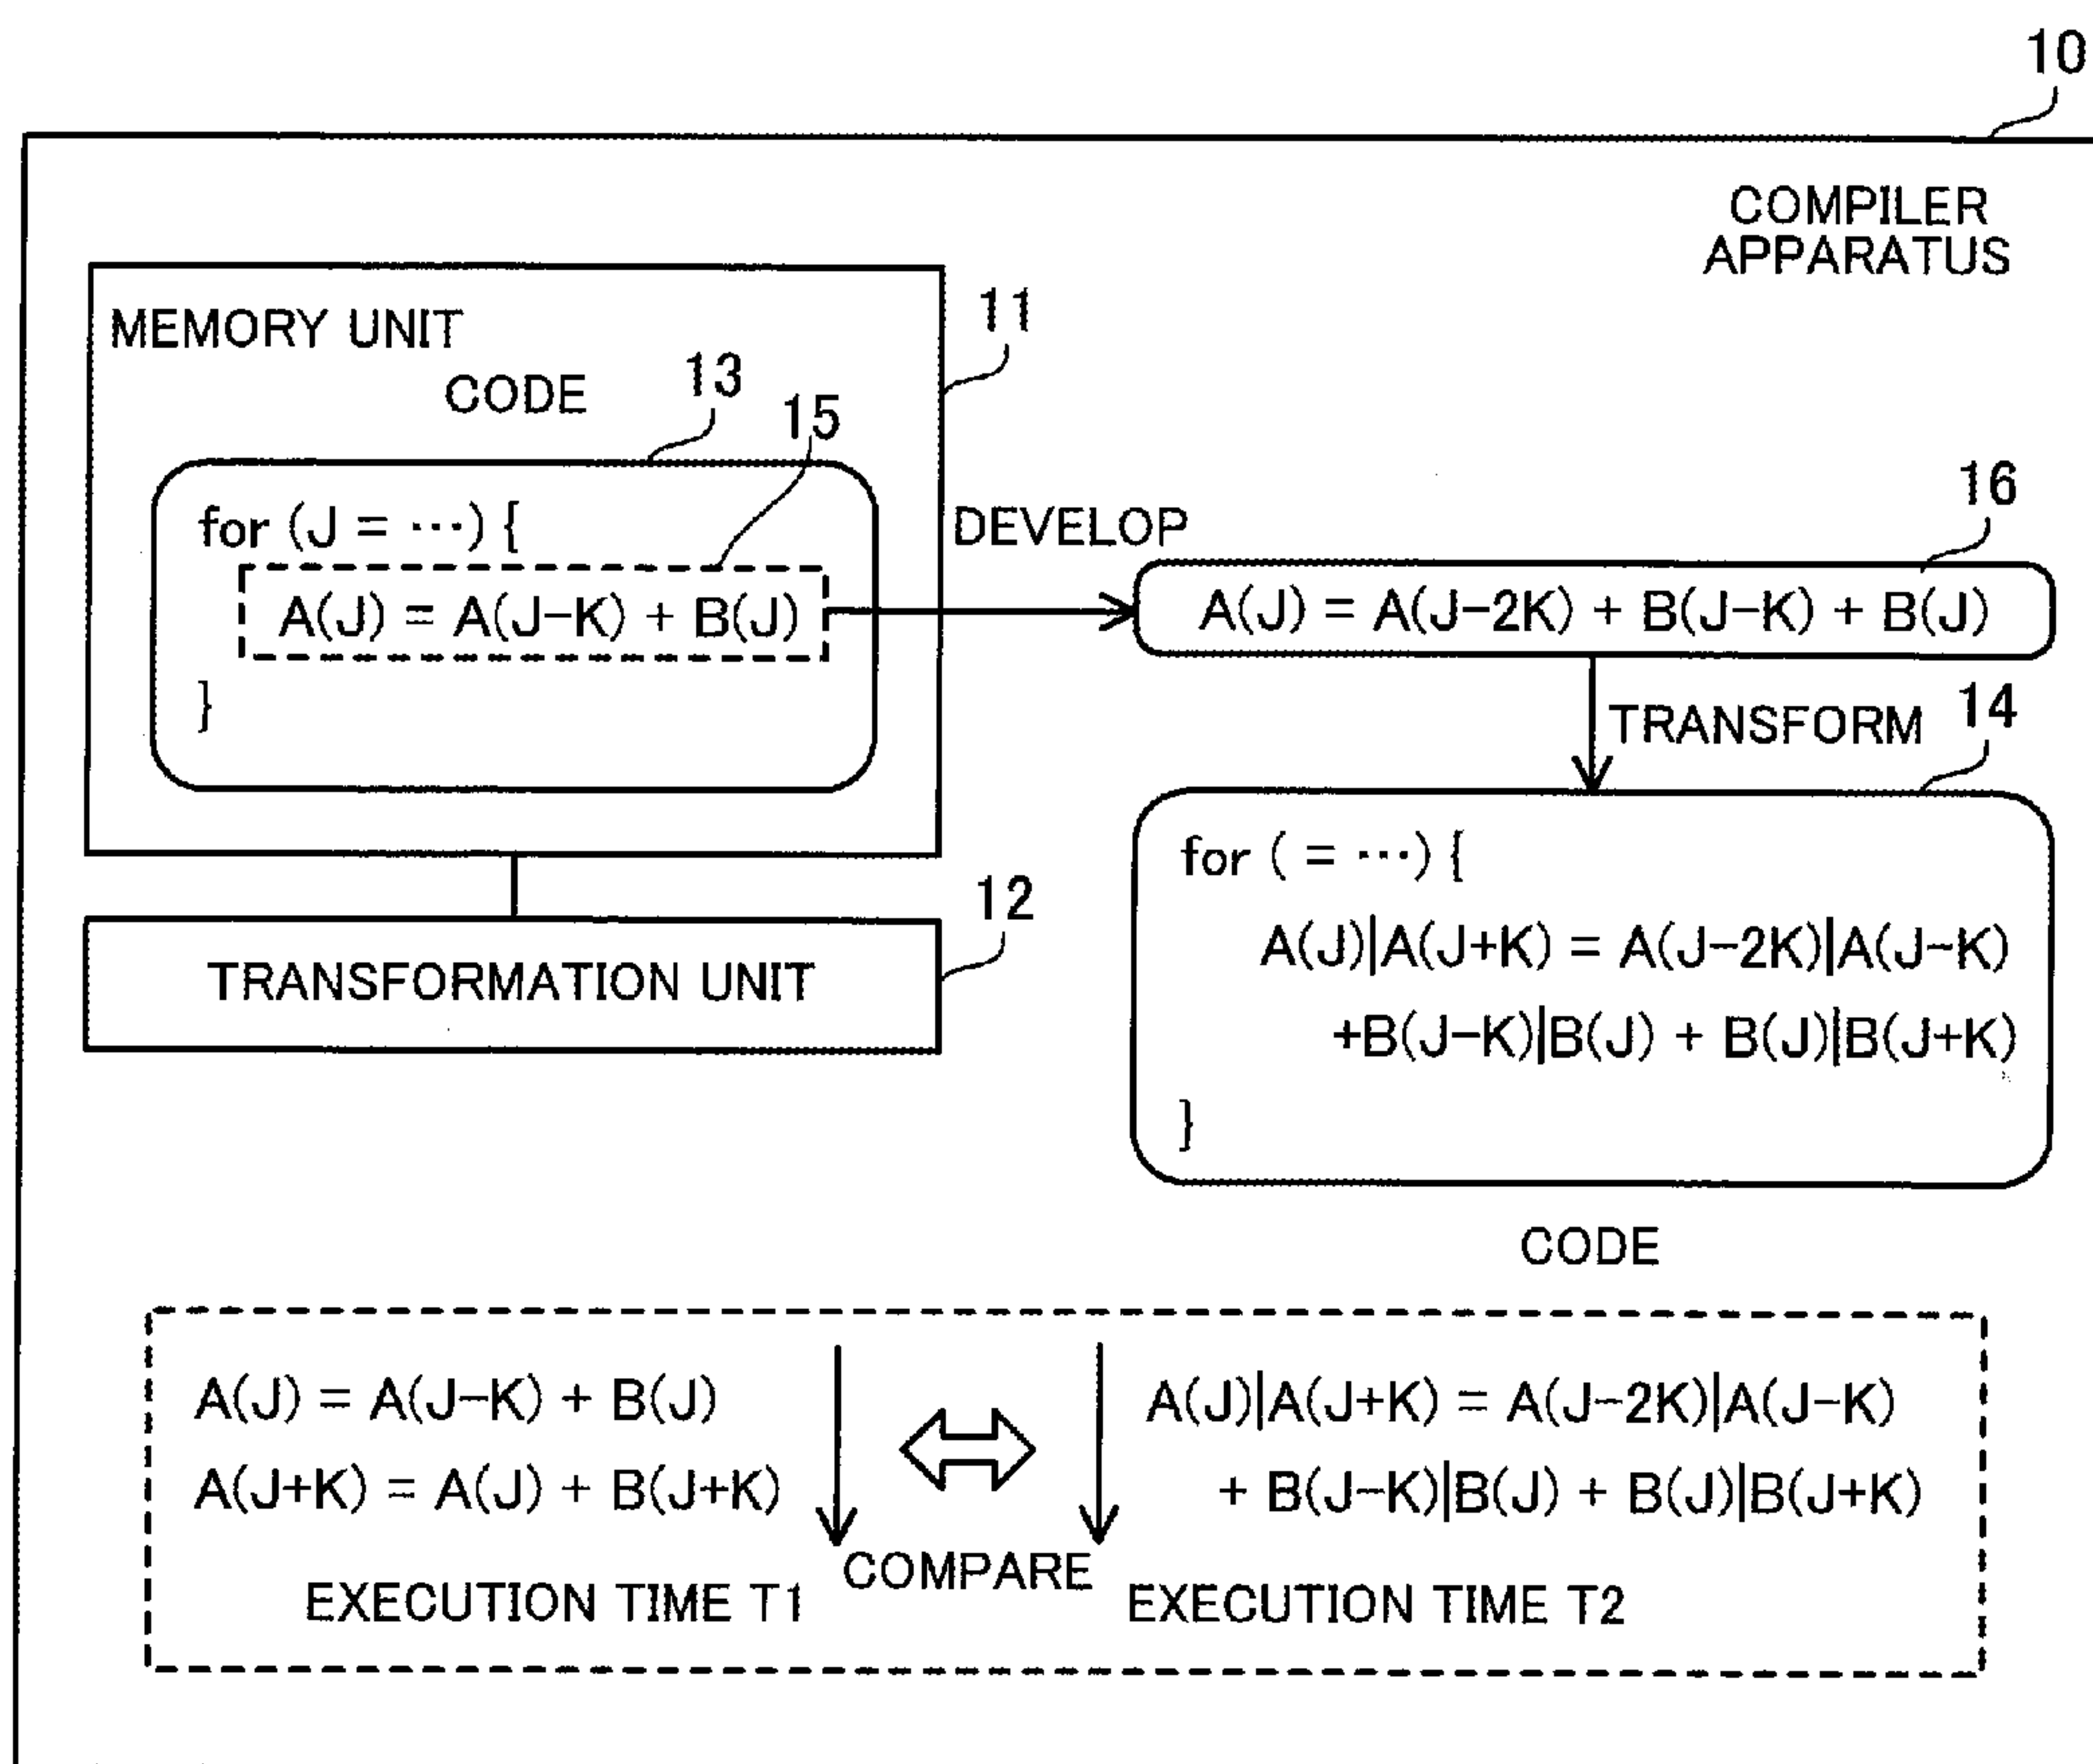 10
COMPILER
APPARATUS
MEMORY UNIT
11
CODE
13
15
for (J = ···) {
A(J) = A(J-K) + B(J)
}
DEVELOP
16
A(J) = A(J-2K) + B(J-K) + B(J)
TRANSFORM
14
for ( = ···) {
A(J)|A(J+K) = A(J-2K)|A(J-K)
+B(J-K)|B(J) + B(J)|B(J+K)
}
CODE
TRANSFORMATION UNIT
12
A(J) = A(J-K) + B(J)
A(J+K) = A(J) + B(J+K)
EXECUTION TIME T1
COMPARE
A(J)|A(J+K) = A(J-2K)|A(J-K)
+ B(J-K)|B(J) + B(J)|B(J+K)
EXECUTION TIME T2